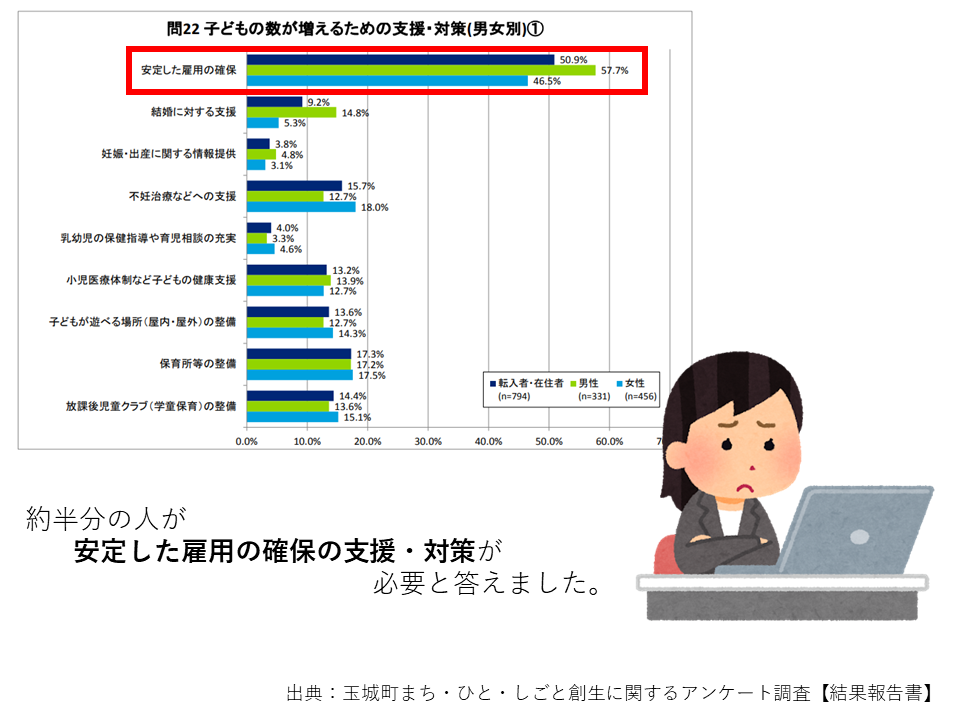 問22 子どもの数が増えるための支援・対策(男女別)①
安定した雇用の確保
50.9%
57.7%
46.5%
結婚に対する支援
9.2%
14.8%
5.3%
妊娠・出産に関する情報提供
3.8%
4.8%
3.1%
不妊治療などへの支援
15.7%
12.7%
18.0%
乳幼児の保健指導や育児相談の充実
4.0%
3.3%
4.6%
小児医療体制など子どもの健康支援
13.2%
13.9%
12.7%
子どもが遊べる場所（屋内・屋外）の整備
13.6%
12.7%
14.3%
保育所等の整備
17.3%
17.2%
17.5%
放課後児童クラブ（学童保育）の整備
14.4%
13.6%
15.1%
転入者・在住者 男性 女性
(n=794) (n=331) (n=456)
0.0% 10.0% 20.0% 30.0% 40.0% 50.0% 60.0%
約半分の人が
安定した雇用の確保の支援・対策が
必要と答えました。
出典：玉城町まち・ひと・しごと創生に関するアンケート調査【結果報告書】